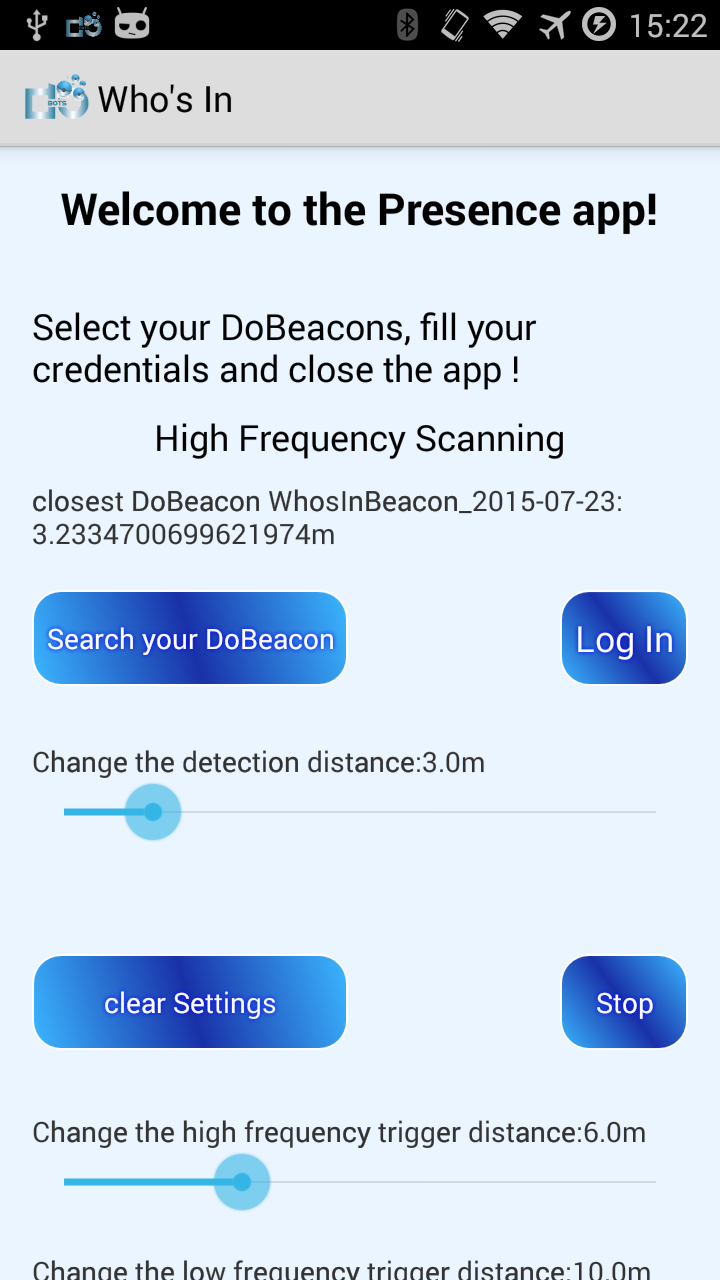 15:22
BOTS
Who's In
Welcome to the Presence app!
Select your DoBeacons, fill your
credentials and close the app !
High Frequency Scanning
closest DoBeacon WhosInBeacon_2015-07-23:
3.2334700699621974m
Search your DoBeacon
Log In
Change the detection distance:3.0m
clear Settings
Stop
Change the high frequency trigger distance:6.0m
Change the low frequency trigger distance:10.0m